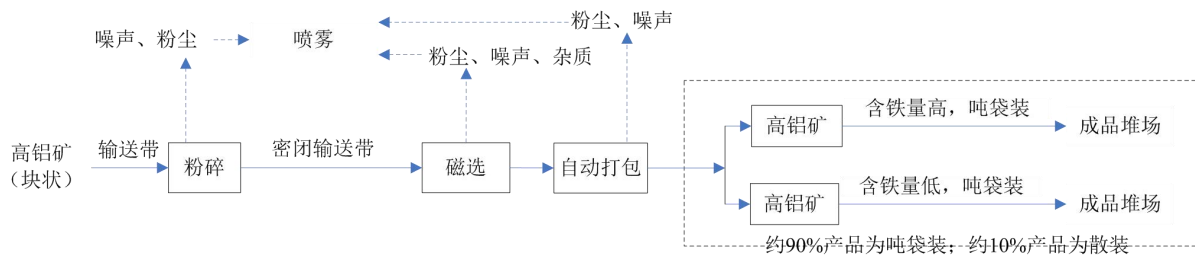 粉尘、噪声
噪声、粉尘
喷雾
粉尘、噪声、杂质
高铝矿
（块状）
输送带
粉碎
密闭输送带
磁选
自动打包
高铝矿
含铁量高，吨袋装
成品堆场
高铝矿
含铁量低，吨袋装
成品堆场
约90%产品为吨袋装；约10%产品为散装